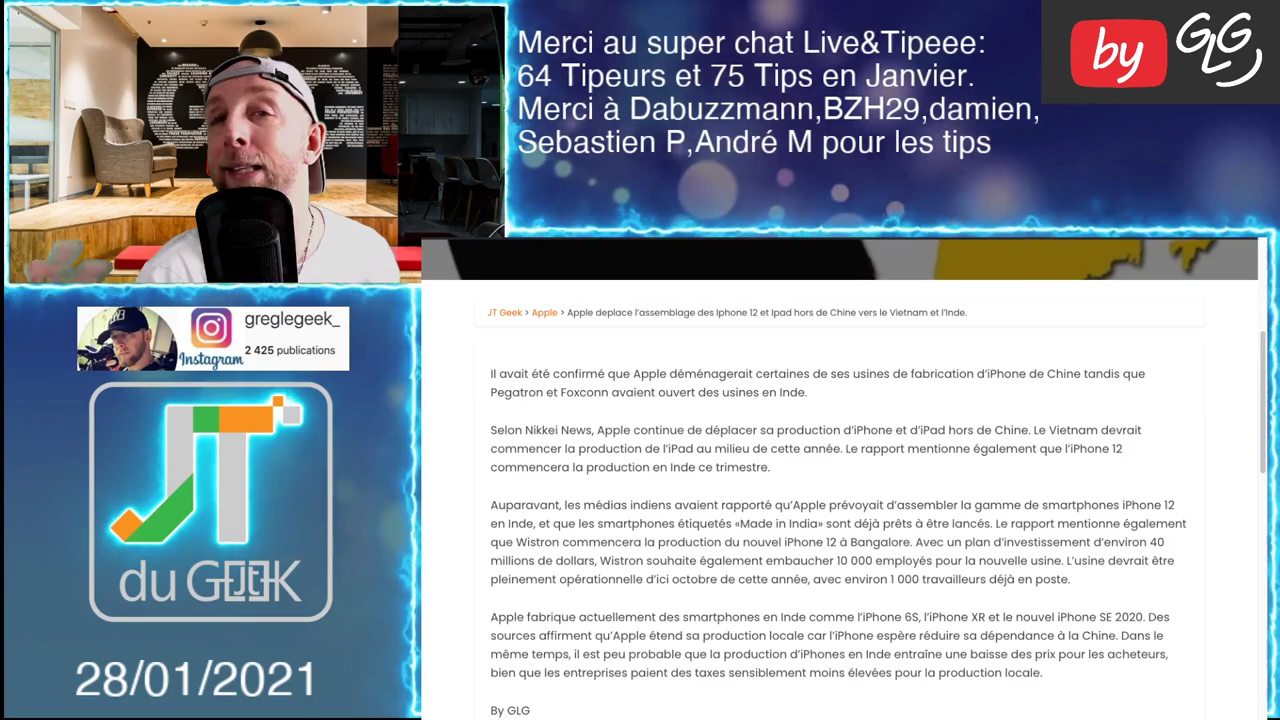 Merci au super chat Live&Tipeee:
64 Tipeurs et 75 Tips en Janvier.
Merci à Dabuzzmann,BZH29,damien,
Sebastien P,Andre M pour les tips
by GLG
greglegeek_
2 425 publications
Instagram
JT
du GEEK
28/01/2021
JT Geek > Apple > Apple deplace l'assemblage des Iphone 12 et Ipad hors de Chine vers le Vietnam et l'Inde.
Il avait été confirmé que Apple déménagerait certaines de ses usines de fabrication d'iPhone de Chine tandis que
Pegatron et Foxconn avaient ouvert des usines en Inde.
Selon Nikkei News, Apple continue de déplacer sa production d'iPhone et d'iPad hors de Chine. Le Vietnam devrait
commencer la production de l'iPad au milieu de cette année. Le rapport mentionne également que l'iPhone 12
commencera la production en Inde ce trimestre.
Auparavant, les médias indiens avaient rapporté qu'Apple prévoyait d'assembler la gamme de smartphones iPhone 12
en Inde, et que les smartphones étiquetés «Made in India» sont déjà prêts à être lancés. Le rapport mentionne également
que Wistron commencera la production du nouvel iPhone 12 à Bangalore. Avec un plan d'investissement d'environ 40
millions de dollars, Wistron souhaite également embaucher 10 000 employés pour la nouvelle usine. L'usine devrait être
pleinement opérationnelle d'ici octobre de cette année, avec environ 1 000 travailleurs déjà en poste.
Apple fabrique actuellement des smartphones en Inde comme l'iPhone 6S, l'iPhone XR et le nouvel iPhone SE 2020. Des
sources affirment qu'Apple étend sa production locale car l'iPhone espère réduire sa dépendance à la Chine. Dans le
même temps, il est peu probable que la production d'iPhones en Inde entraîne une baisse des prix pour les acheteurs,
bien que les entreprises paient des taxes sensiblement moins élevées pour la production locale.
By GLG